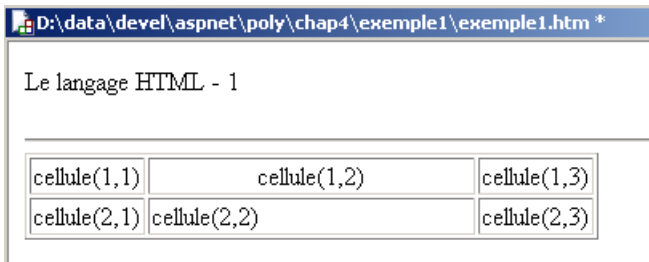 D:\data\devel\aspnet\poly\chap4\exemple1\exemple1.htm *
Le langage HTML - 1
cellule(1,1) cellule(1,2) cellule(1,3)
cellule(2,1) cellule(2,2) cellule(2,3)